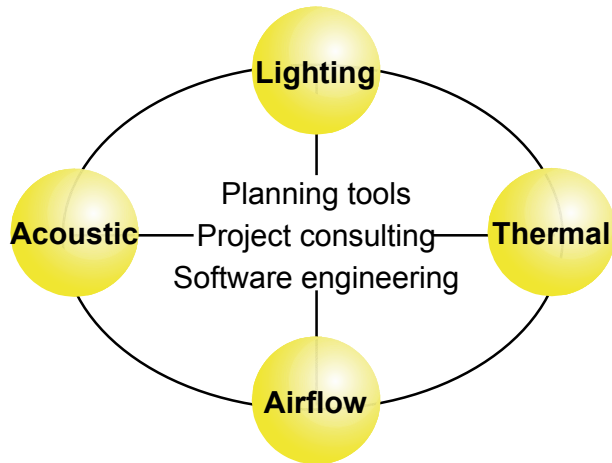 Lighting
Planning tools
Acoustic
Project consulting
Thermal
Software engineering
Airflow